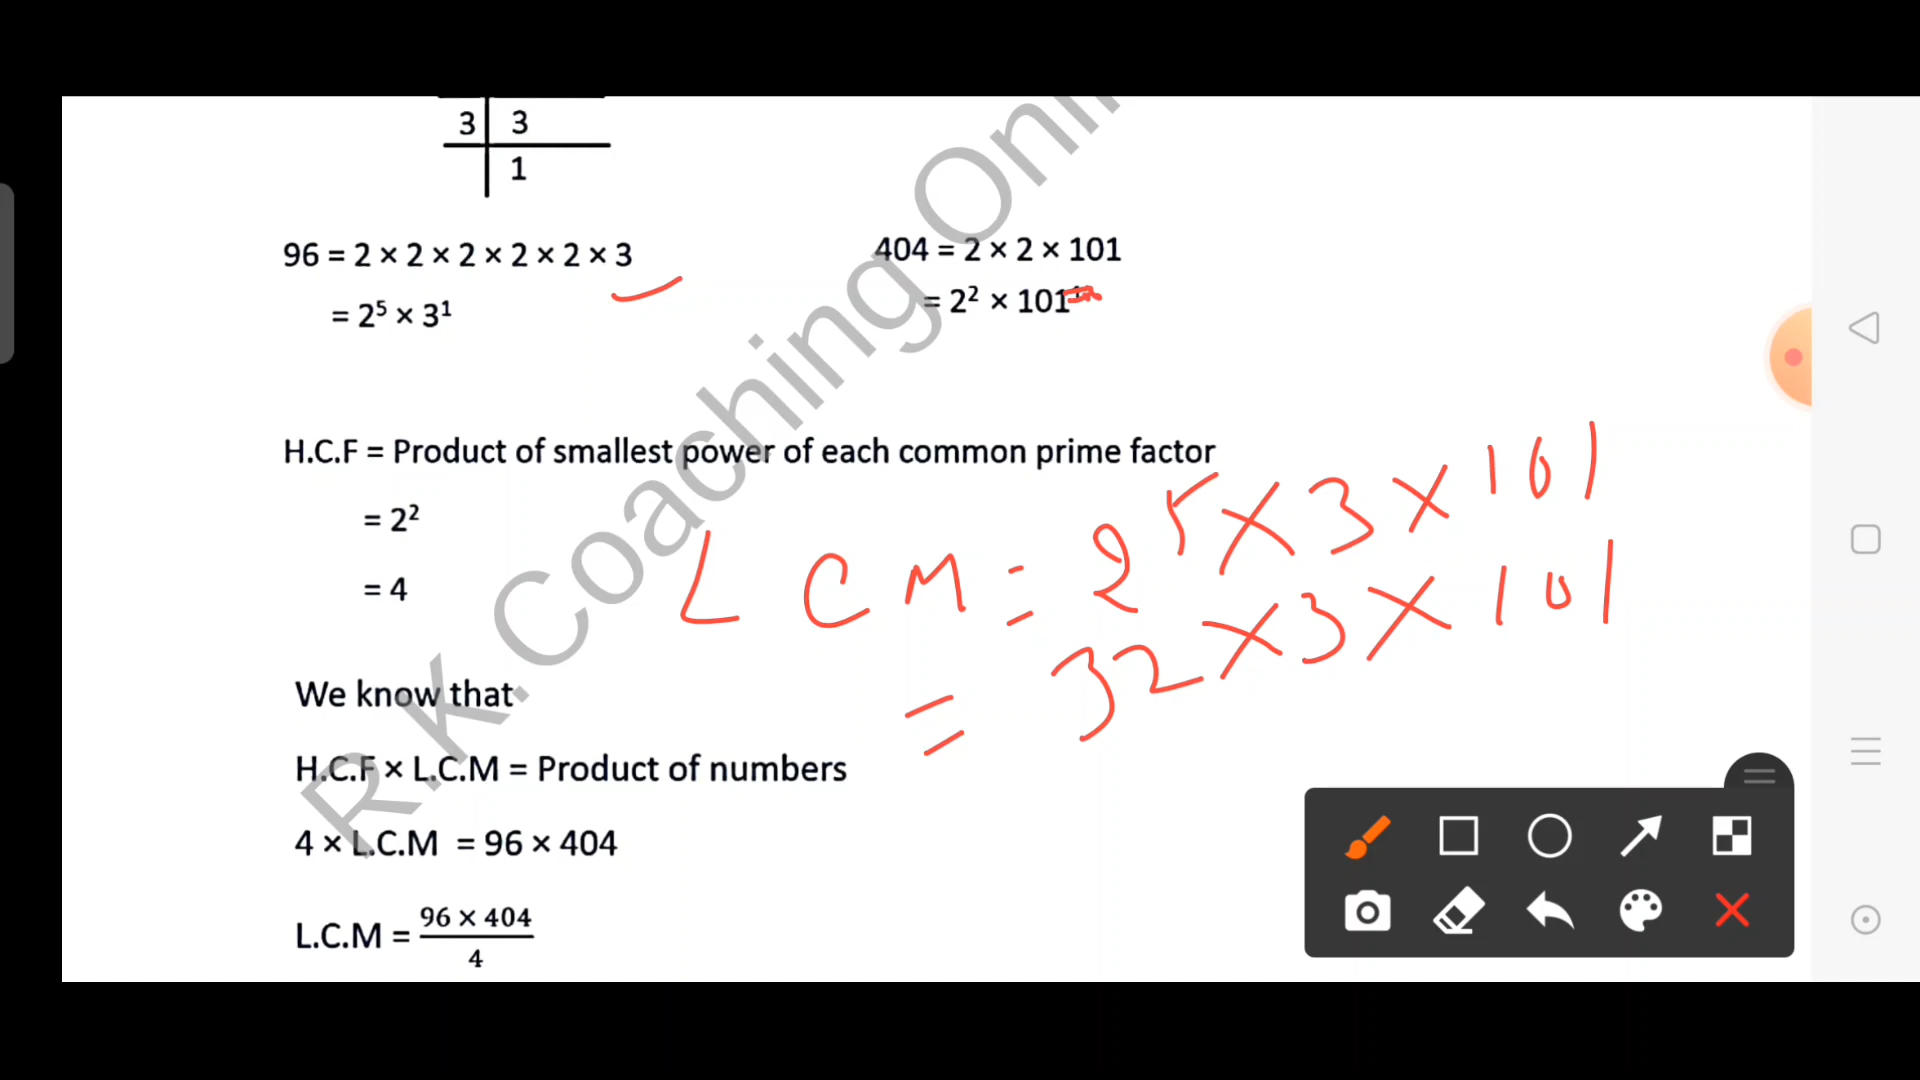 3 3
1
96 = 2 × 2 × 2 × 2 × 2 × 3
= 2⁵ × 3¹
404 = 2 × 2 × 101
= 2² × 101
H.C.F = Product of smallest power of each common prime factor
= 2²
= 4
L C M = 2⁵ × 3 × 101
= 32 × 3 × 101
We know that
H.C.F × L.C.M = Product of numbers
4 × L.C.M = 96 × 404
L.C.M = 96 × 404
4
R.K. Coaching